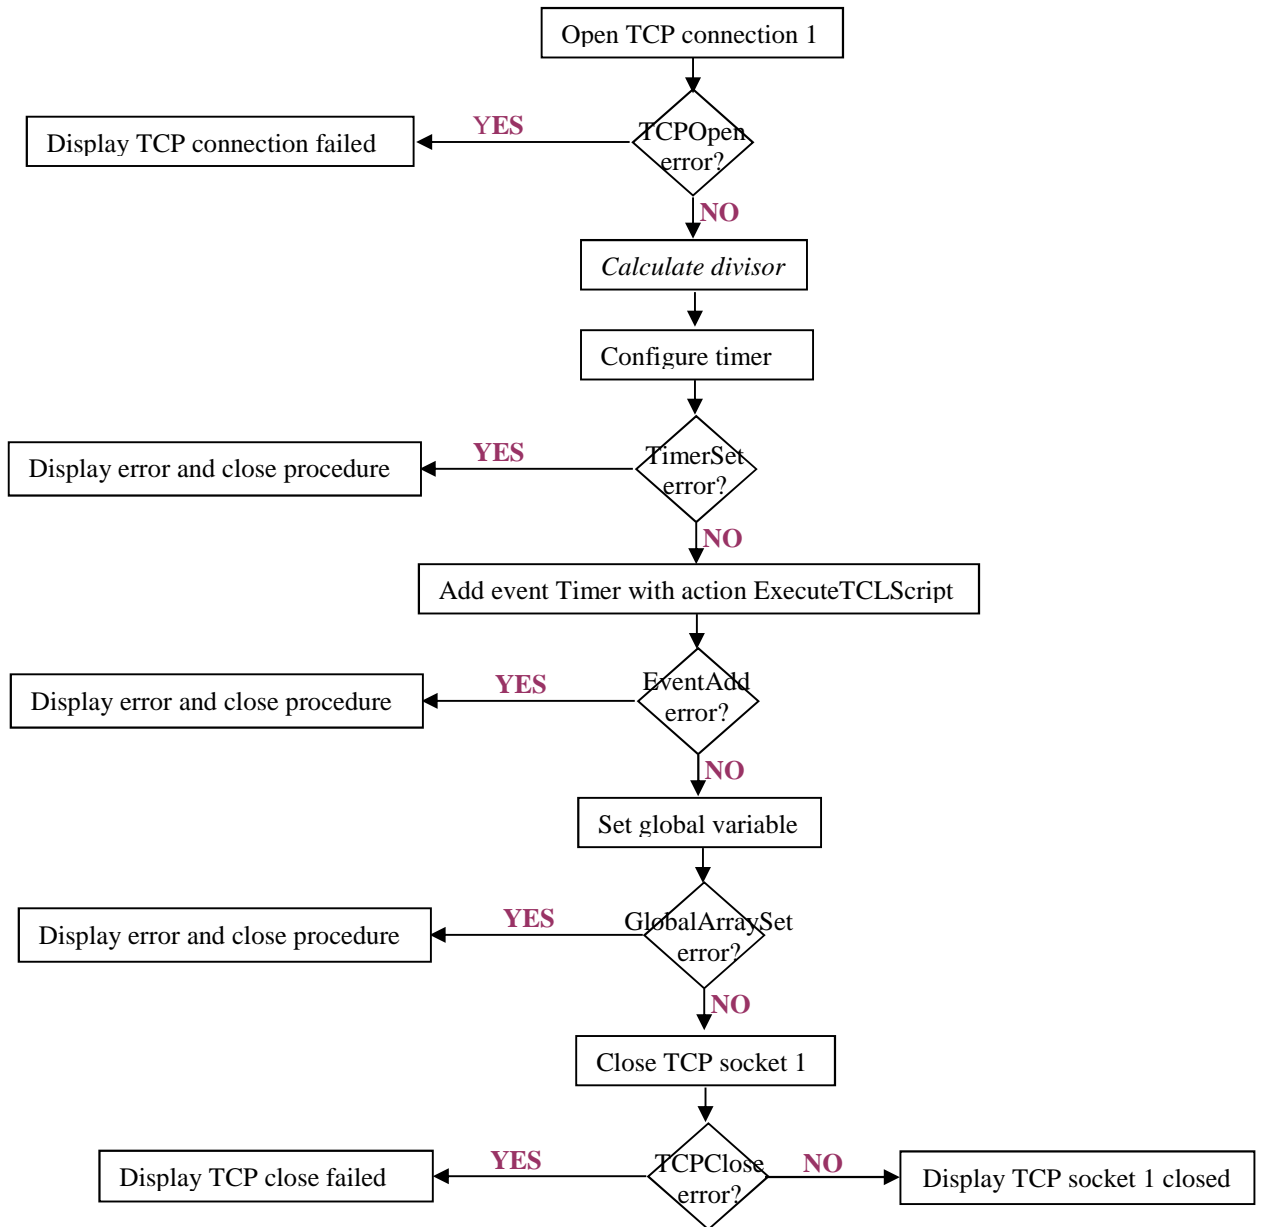 Open TCP connection 1
TCPOpen
error?
YES
Display TCP connection failed
NO
Calculate divisor
Configure timer
TimerSet
error?
YES
Display error and close procedure
NO
Add event Timer with action ExecuteTCLScript
EventAdd
error?
YES
Display error and close procedure
NO
Set global variable
GlobalArraySet
error?
YES
Display error and close procedure
NO
Close TCP socket 1
TCPClose
error?
YES
Display TCP close failed
NO
Display TCP socket 1 closed